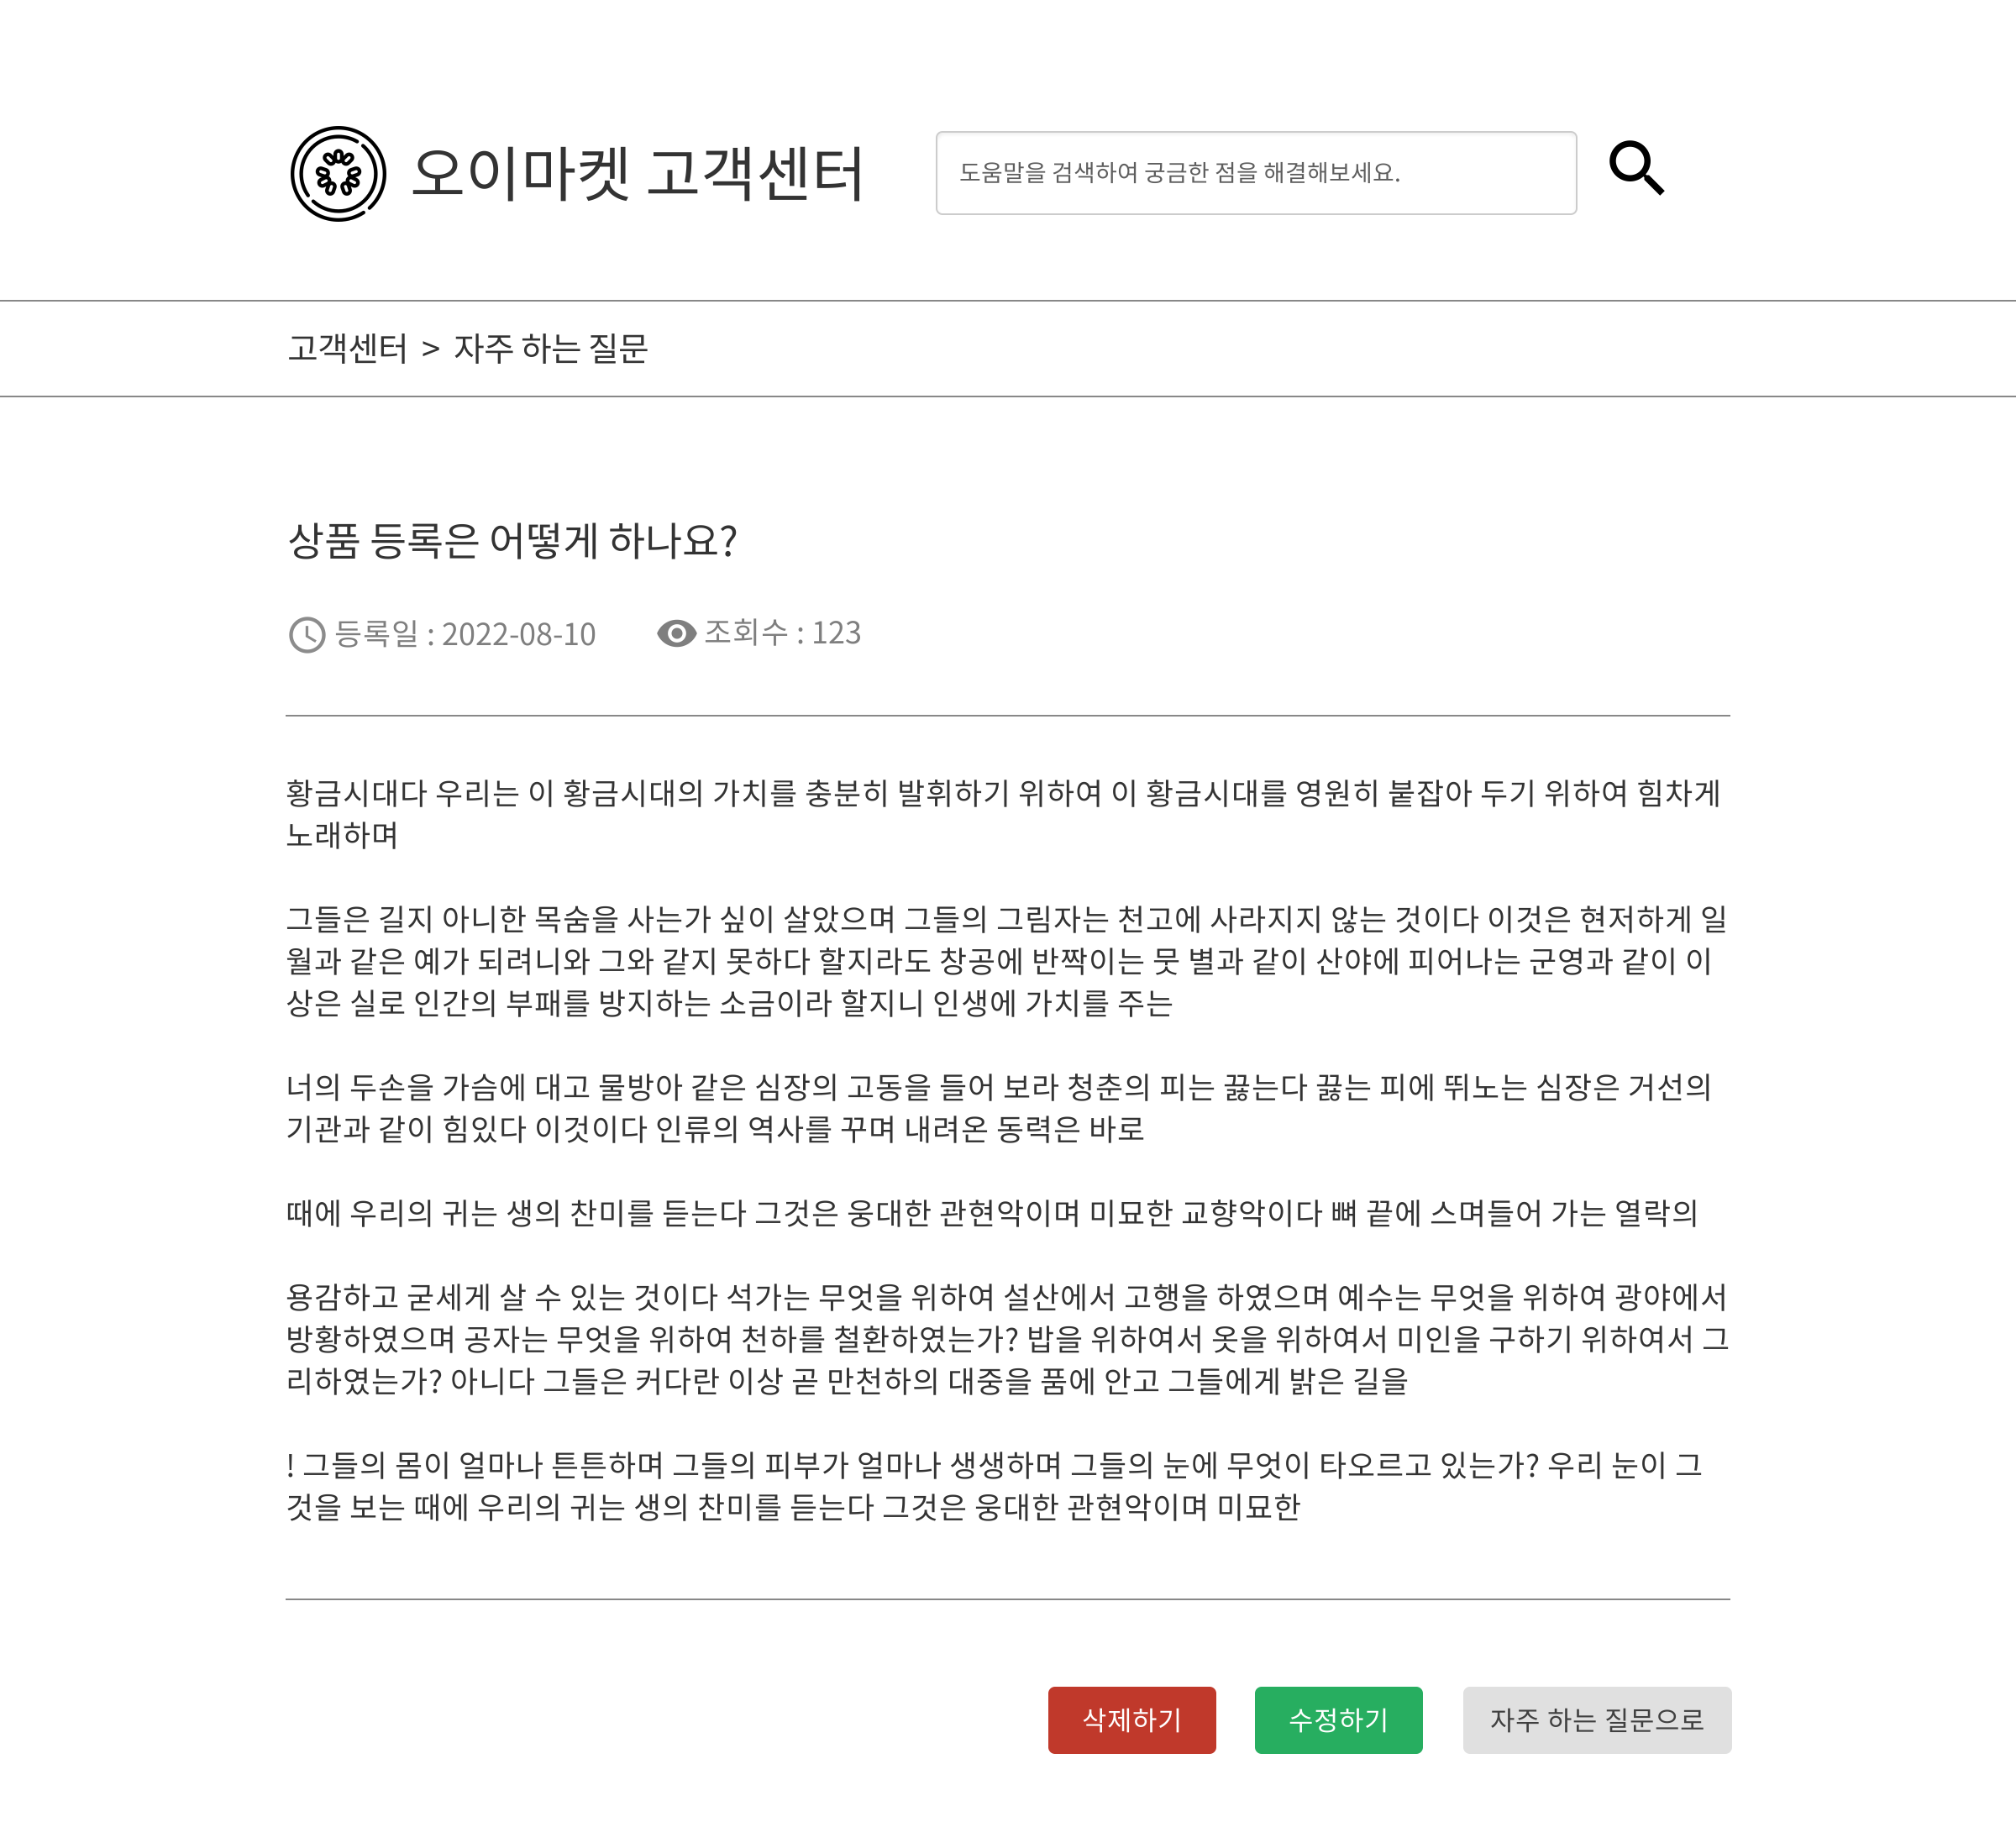 오이마켓 고객센터
도움말을 검색하여 궁금한 점을 해결해보세요.
고객센터 > 자주 하는 질문
상품 등록은 어떻게 하나요?
등록일 : 2022-08-10 조회수 : 123
황금시대다 우리는 이 황금시대의 가치를 충분히 발휘하기 위하여 이 황금시대를 영원히 붙잡아 두기 위하여 힘차게
노래하며
그들은 길지 아니한 목숨을 사는가 싶이 살았으며 그들의 그림자는 천고에 사라지지 않는 것이다 이것은 현저하게 일
월과 같은 예가 되려니와 그와 같지 못하다 할지라도 창공에 반짝이는 뭇 별과 같이 산야에 피어나는 군영과 같이 이
상은 실로 인간의 부패를 방지하는 소금이라 할지니 인생에 가치를 주는
너의 두손을 가슴에 대고 물방아 같은 심장의 고동을 들어 보라 청춘의 피는 끓는다 끓는 피에 뛰노는 심장은 거선의
기관과 같이 힘있다 이것이다 인류의 역사를 꾸며 내려온 동력은 바로
때에 우리의 귀는 생의 찬미를 듣는다 그것은 웅대한 관현악이며 미묘한 교향악이다 뼈 끝에 스며들어 가는 열락의
용감하고 굳세게 살 수 있는 것이다 석가는 무엇을 위하여 설산에서 고행을 하였으며 예수는 무엇을 위하여 광야에서
방황하였으며 공자는 무엇을 위하여 천하를 철환하였는가? 밥을 위하여서 옷을 위하여서 미인을 구하기 위하여서 그
리하였는가? 아니다 그들은 커다란 이상 곧 만천하의 대중을 품에 안고 그들에게 밝은 길을
! 그들의 몸이 얼마나 튼튼하며 그들의 피부가 얼마나 생생하며 그들의 눈에 무엇이 타오르고 있는가? 우리 눈이 그
것을 보는 때에 우리의 귀는 생의 찬미를 듣는다 그것은 웅대한 관현악이며 미묘한
삭제하기 수정하기 자주 하는 질문으로